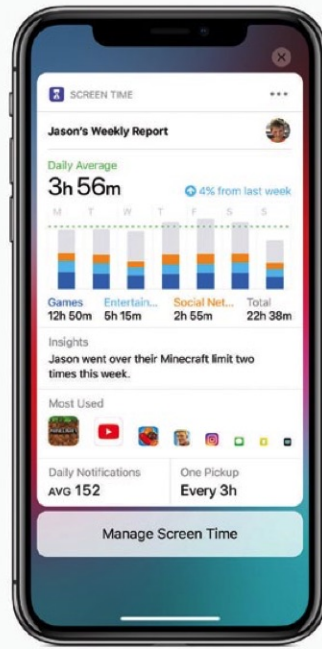 SCREEN TIME
Jason's Weekly Report
Daily Average
3h 56m
4% from last week
M T W T F S S
Games Entertain... Social Net... Total
12h 50m 5h 15m 2h 55m 22h 38m
Insights
Jason went over their Minecraft limit two
times this week.
Most Used
Daily Notifications One Pickup
AVG 152 Every 3h
Manage Screen Time